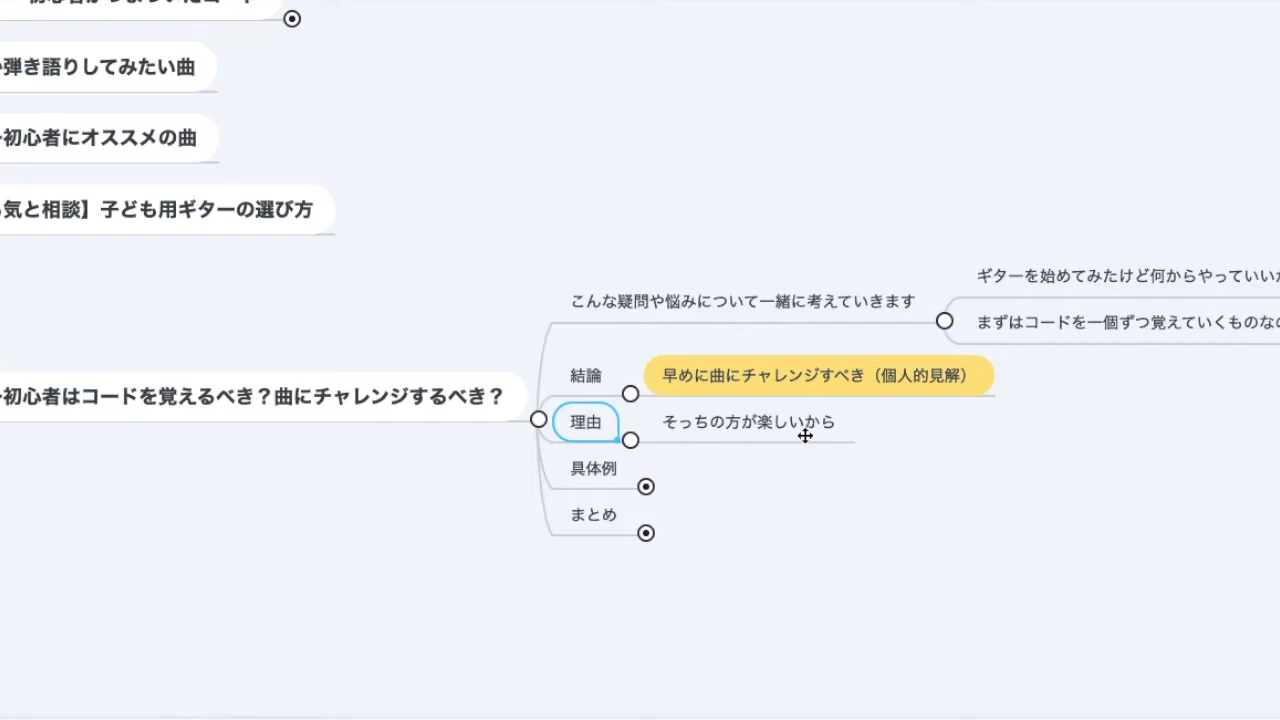 弾き語りしてみたい曲
初心者にオススメの曲
気と相談】子ども用ギターの選び方
ギターを始めてみたけど何からやっていい
こんな疑問や悩みについて一緒に考えていきます
まずはコードを一個ずつ覚えていくものな
結論
早めに曲にチャレンジすべき（個人的見解）
初心者はコードを覚えるべき？曲にチャレンジするべき？
理由
そっちの方が楽しいから
具体例
まとめ